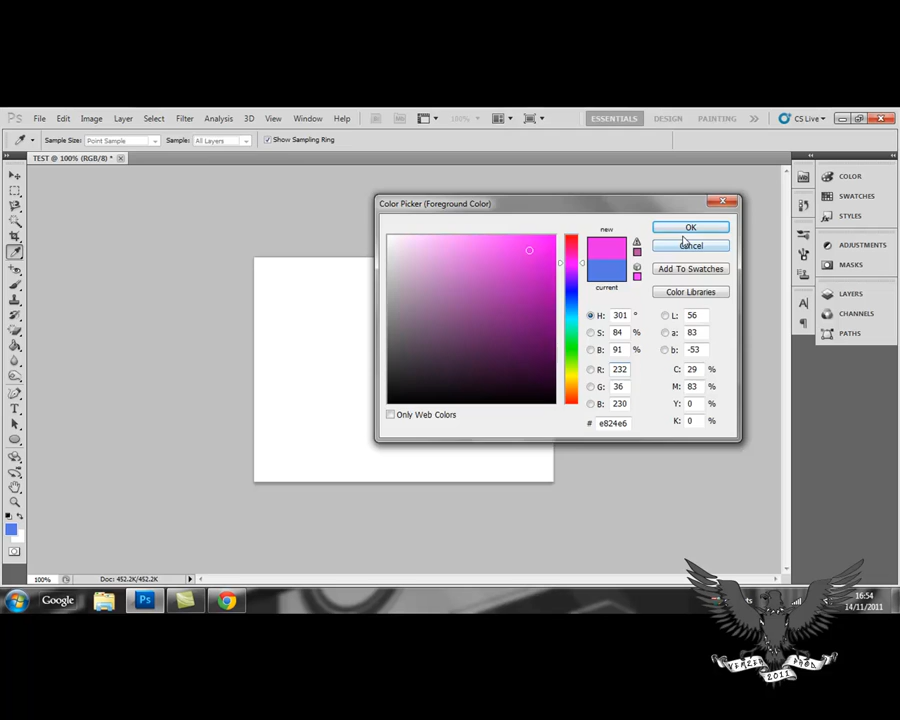 Ps File Edit Image Layer Select Filter Analysis 3D View Window Help 100% ESSENTIALS DESIGN PAINTING CS Live
Sample Size: Point Sample Sample: All Layers Show Sampling Ring
TEST @ 100% (RGB/8) *
COLOR
SWATCHES
STYLES
ADJUSTMENTS
MASKS
LAYERS
CHANNELS
PATHS
Color Picker (Foreground Color)
new
current
OK
Cancel
Add To Swatches
Color Libraries
H: 301 ° L: 56
S: 84 % a: 83
B: 91 % b: -53
R: 232 C: 29 %
G: 36 M: 83 %
B: 230 Y: 0 %
# e824e6 K: 0 %
Only Web Colors
100% Doc: 452.2K/452.2K
Google Ps 16:54
14/11/2011
VERZEH PROD
2011